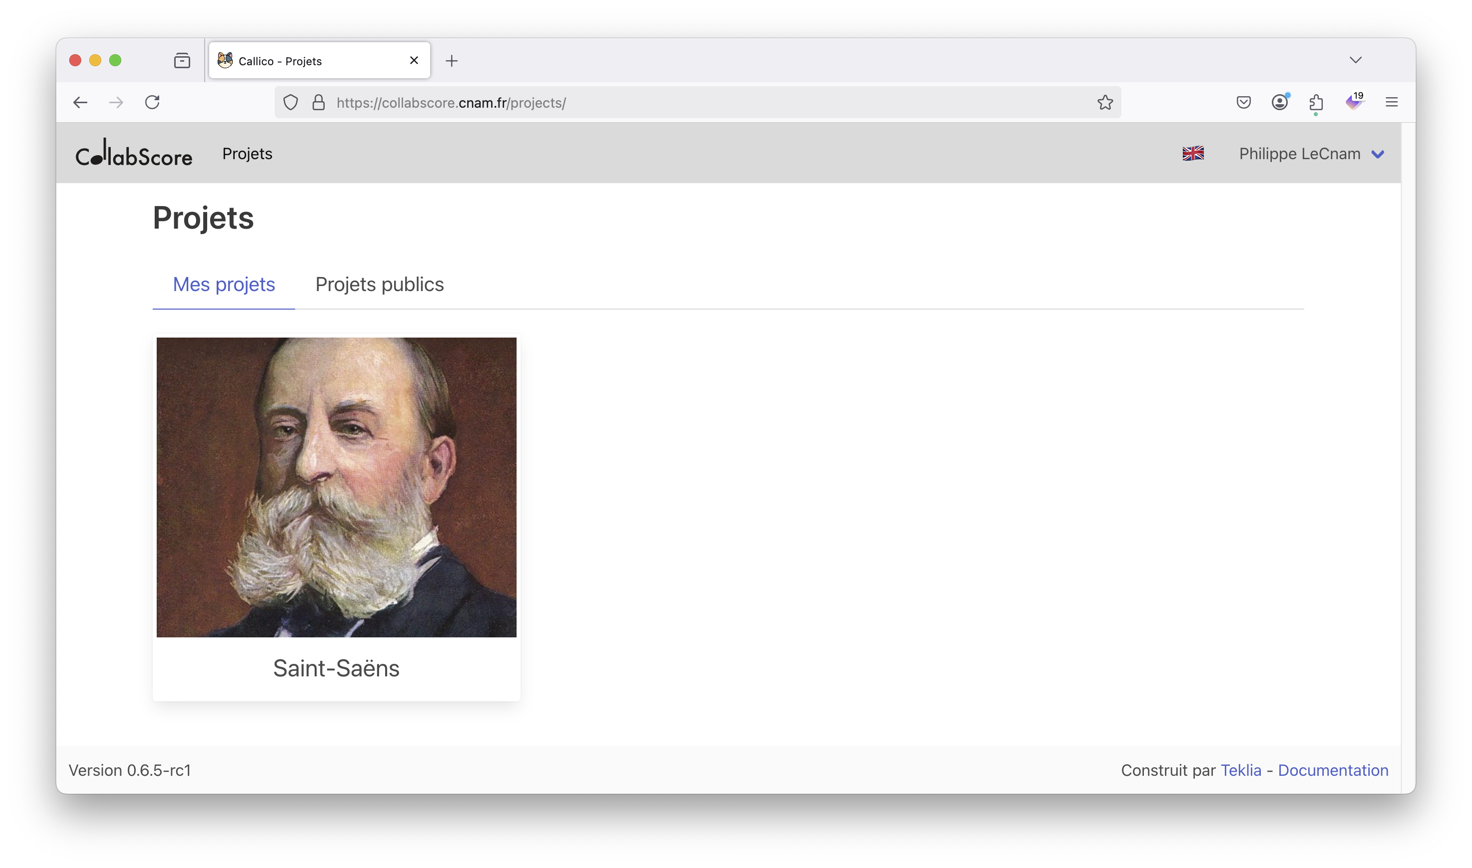 Callico - Projets
https://collabscore.cnam.fr/projects/
19
CollabScore
Projets
Philippe LeCnam
Projets
Mes projets
Projets publics
Saint-Saëns
Version 0.6.5-rc1
Construit par Teklia - Documentation